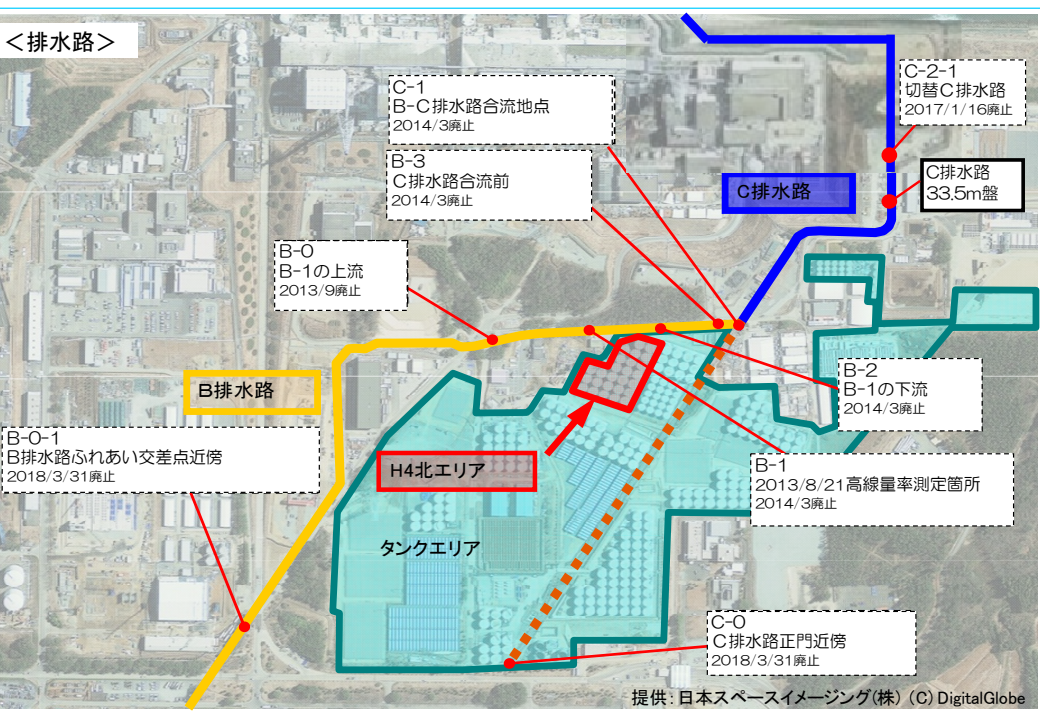 <排水路>
C-1
B-C排水路合流地点
2014/3廃止
C-2-1
切替C排水路
2017/1/16廃止
B-3
C排水路合流前
2014/3廃止
C排水路
C排水路
33.5m盤
B-0
B-1の上流
2013/9廃止
B排水路
B-2
B-1の下流
2014/3廃止
B-0-1
B排水路ふれあい交差点近傍
2018/3/31廃止
H4北エリア
B-1
2013/8/21高線量率測定箇所
2014/3廃止
タンクエリア
C-0
C排水路正門近傍
2018/3/31廃止
提供:日本スペースイメージング(株) (C) DigitalGlobe